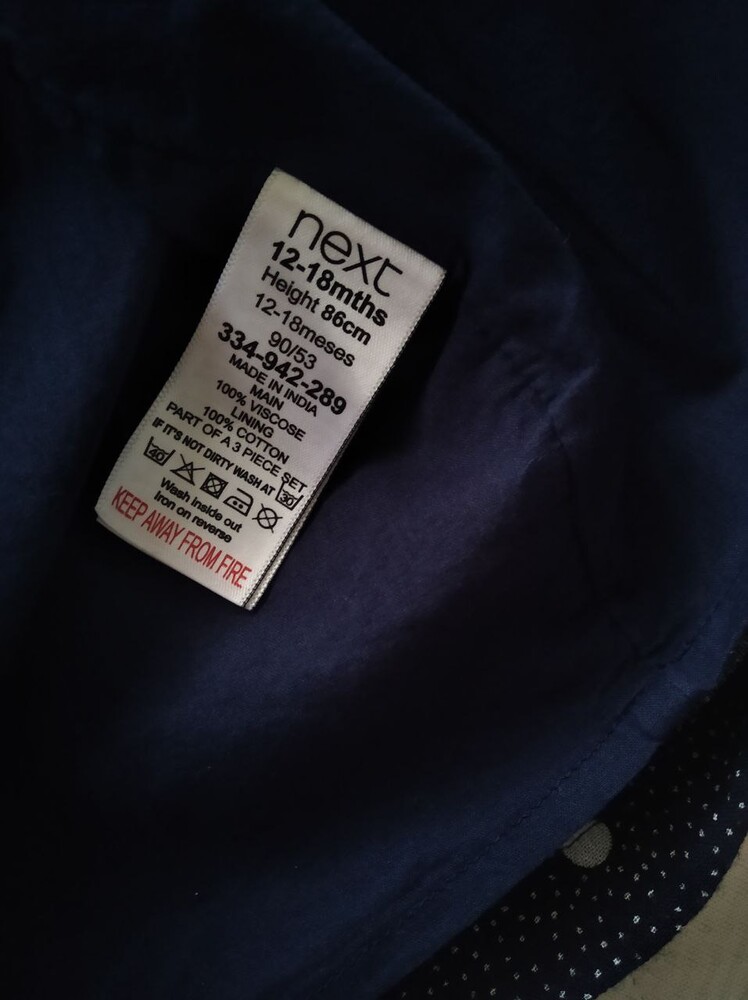 next
12-18mths
Height 86cm
12-18meses
90/53
334-942-289
MADE IN INDIA
MAIN
100% VISCOSE
LINING
100% COTTON
PART OF A 3 PIECE SET
IF IT'S NOT DIRTY WASH AT 30
40
Wash inside out
Iron on reverse
KEEP AWAY FROM FIRE